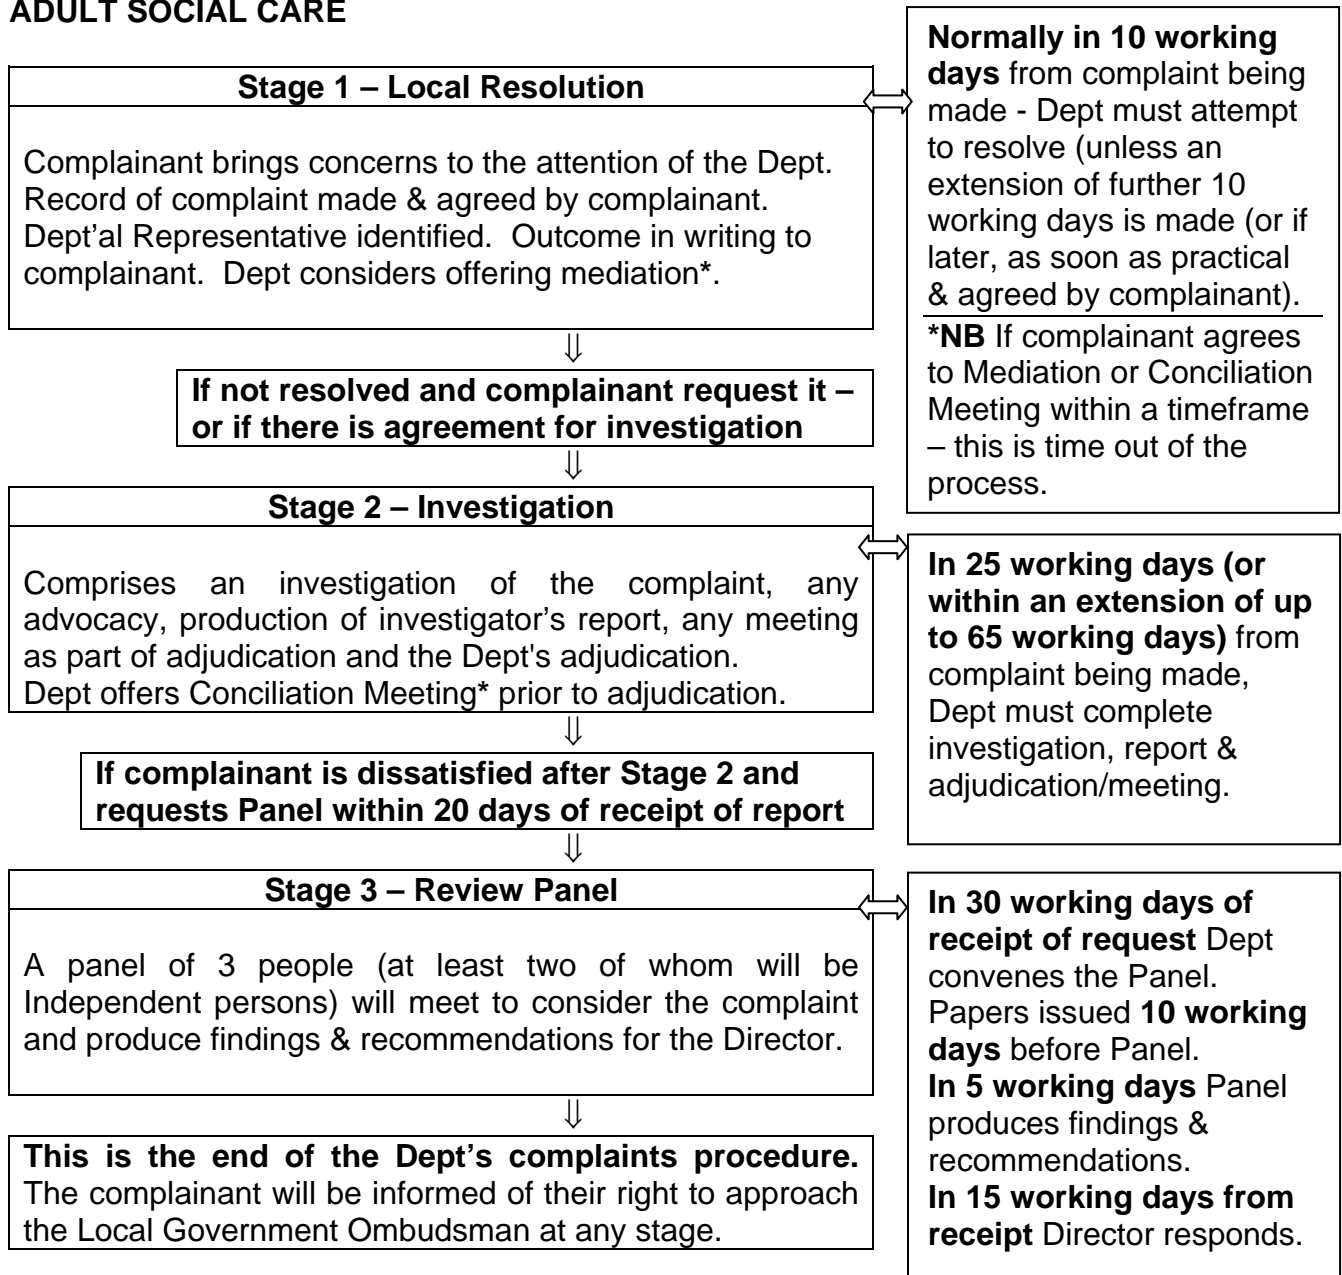 ADULT SOCIAL CARE
Stage 1 – Local Resolution
Complainant brings concerns to the attention of the Dept.
Record of complaint made & agreed by complainant.
Dept’al Representative identified.  Outcome in writing to
complainant.  Dept considers offering mediation*.
Normally in 10 working
days from complaint being
made - Dept must attempt
to resolve (unless an
extension of further 10
working days is made (or if
later, as soon as practical
& agreed by complainant).
*NB If complainant agrees
to Mediation or Conciliation
Meeting within a timeframe
– this is time out of the
process.
⇓
If not resolved and complainant request it –
or if there is agreement for investigation
⇓
Stage 2 – Investigation
Comprises an investigation of the complaint, any
advocacy, production of investigator’s report, any meeting
as part of adjudication and the Dept's adjudication.
Dept offers Conciliation Meeting* prior to adjudication.
In 25 working days (or
within an extension of up
to 65 working days) from
complaint being made,
Dept must complete
investigation, report &
adjudication/meeting.
⇓
If complainant is dissatisfied after Stage 2 and
requests Panel within 20 days of receipt of report
⇓
Stage 3 – Review Panel
A panel of 3 people (at least two of whom will be
Independent persons) will meet to consider the complaint
and produce findings & recommendations for the Director.
In 30 working days of
receipt of request Dept
convenes the Panel.
Papers issued 10 working
days before Panel.
In 5 working days Panel
produces findings &
recommendations.
In 15 working days from
receipt Director responds.
⇓
This is the end of the Dept’s complaints procedure.
The complainant will be informed of their right to approach
the Local Government Ombudsman at any stage.